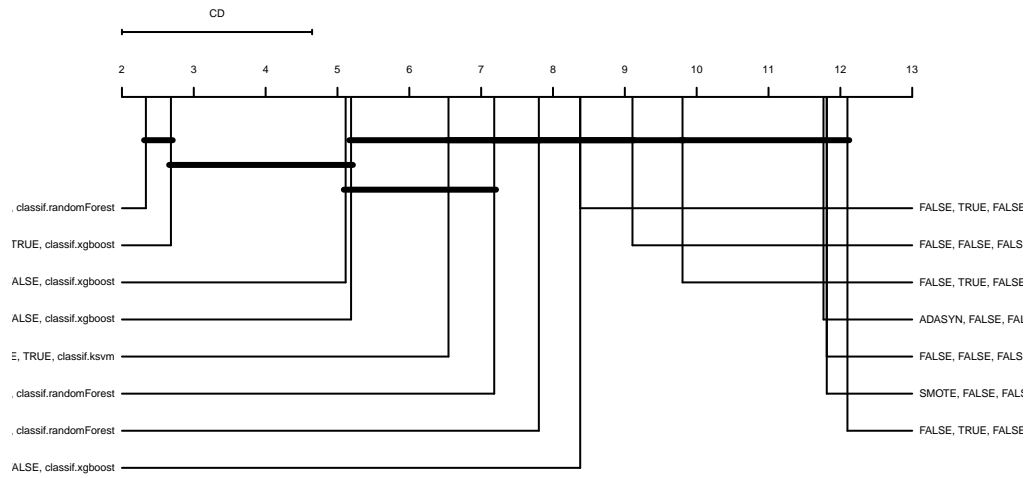 CD
2 3 4 5 6 7 8 9 10 11 12 13
, classif.randomForest
TRUE, classif.xgboost
ALSE, classif.xgboost
ALSE, classif.xgboost
E, TRUE, classif.ksvm
, classif.randomForest
, classif.randomForest
ALSE, classif.xgboost
FALSE, TRUE, FALSE
FALSE, FALSE, FALS
FALSE, TRUE, FALSE
ADASYN, FALSE, FAL
FALSE, FALSE, FALS
SMOTE, FALSE, FALS
FALSE, TRUE, FALSE